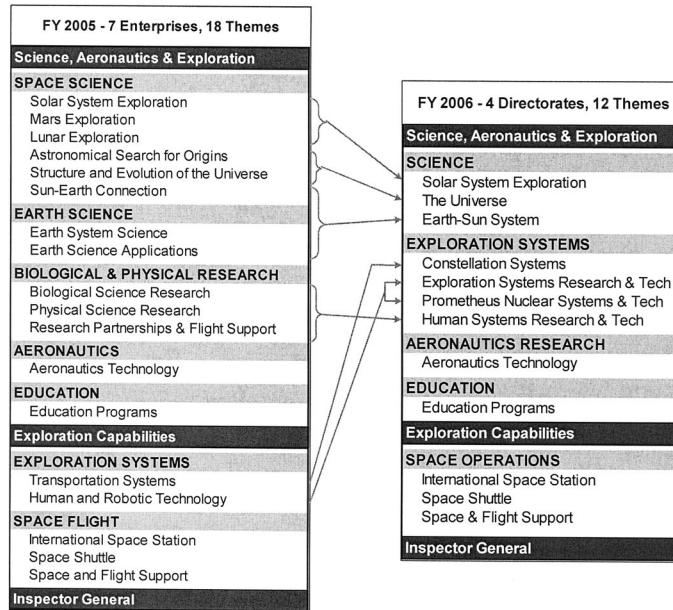 FY 2005 - 7 Enterprises, 18 Themes
Science, Aeronautics & Exploration
SPACE SCIENCE
Solar System Exploration
Mars Exploration
Lunar Exploration
Astronomical Search for Origins
Structure and Evolution of the Universe
Sun-Earth Connection
EARTH SCIENCE
Earth System Science
Earth Science Applications
BIOLOGICAL & PHYSICAL RESEARCH
Biological Science Research
Physical Science Research
Research Partnerships & Flight Support
AERONAUTICS
Aeronautics Technology
EDUCATION
Education Programs
Exploration Capabilities
EXPLORATION SYSTEMS
Transportation Systems
Human and Robotic Technology
SPACE FLIGHT
International Space Station
Space Shuttle
Space and Flight Support
Inspector General
FY 2006 - 4 Directorates, 12 Themes
Science, Aeronautics & Exploration
SCIENCE
Solar System Exploration
The Universe
Earth-Sun System
EXPLORATION SYSTEMS
Constellation Systems
Exploration Systems Research & Tech
Prometheus Nuclear Systems & Tech
Human Systems Research & Tech
AERONAUTICS RESEARCH
Aeronautics Technology
EDUCATION
Education Programs
Exploration Capabilities
SPACE OPERATIONS
International Space Station
Space Shuttle
Space & Flight Support
Inspector General